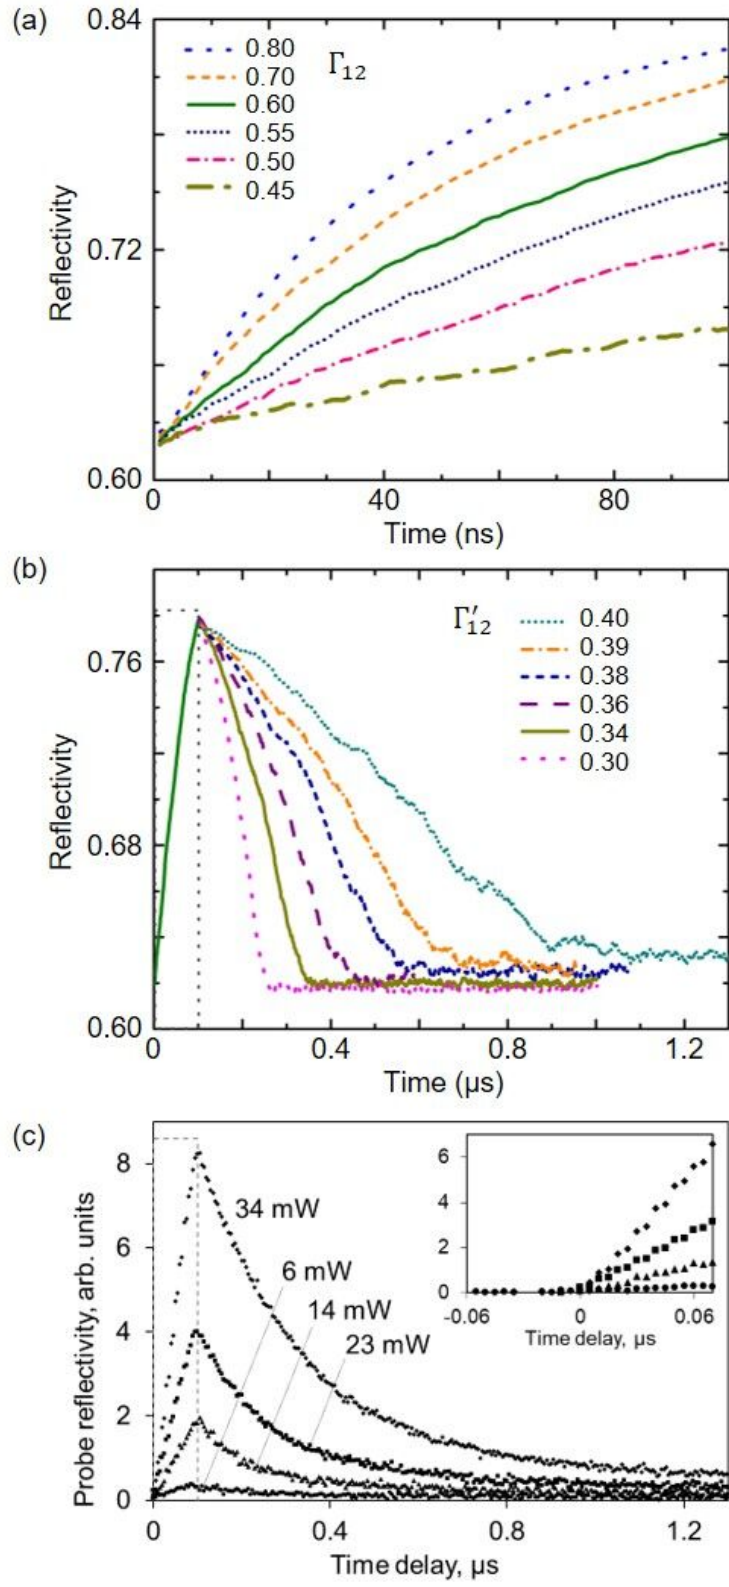 (a)
0.84
0.72
0.60
Reflectivity
0.80
0.70
0.60
0.55
0.50
0.45
Γ12
0 40 80
Time (ns)
(b)
0.76
0.68
0.60
Reflectivity
Γ′12
0.40
0.39
0.38
0.36
0.34
0.30
0 0.4 0.8 1.2
Time (µs)
(c)
8
6
4
2
0
Probe reflectivity, arb. units
34 mW
6 mW
14 mW
23 mW
6
4
2
0
-0.06 0 0.06
Time delay, µs
0 0.4 0.8 1.2
Time delay, µs